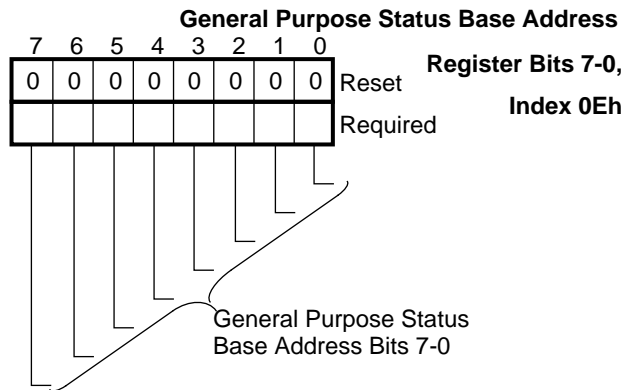 General Purpose Status Base Address
Register Bits 7-0,
Index 0Eh
7 6 5 4 3 2 1 0
0 0 0 0 0 0 0 0 Reset
Required
General Purpose Status
Base Address Bits 7-0